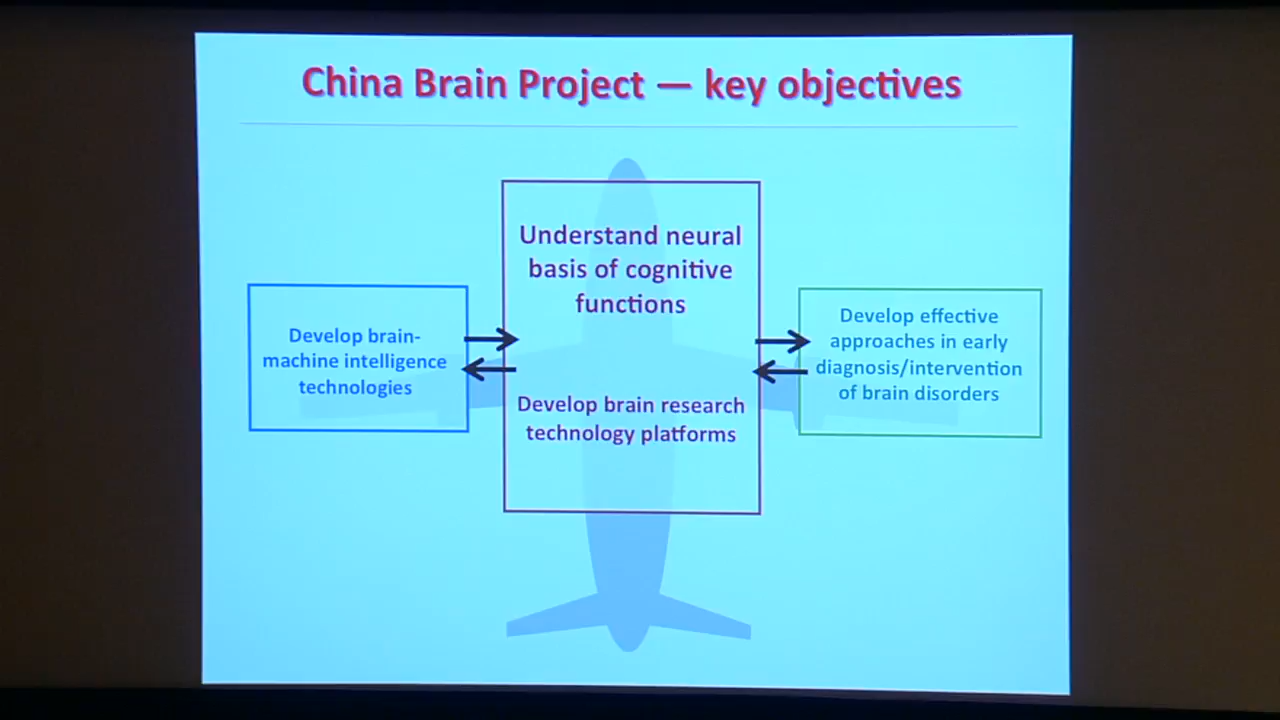 China Brain Project — key objectives
Understand neural
basis of cognitive
functions
Develop brain research
technology platforms
Develop brain-
machine intelligence
technologies
Develop effective
approaches in early
diagnosis/intervention
of brain disorders